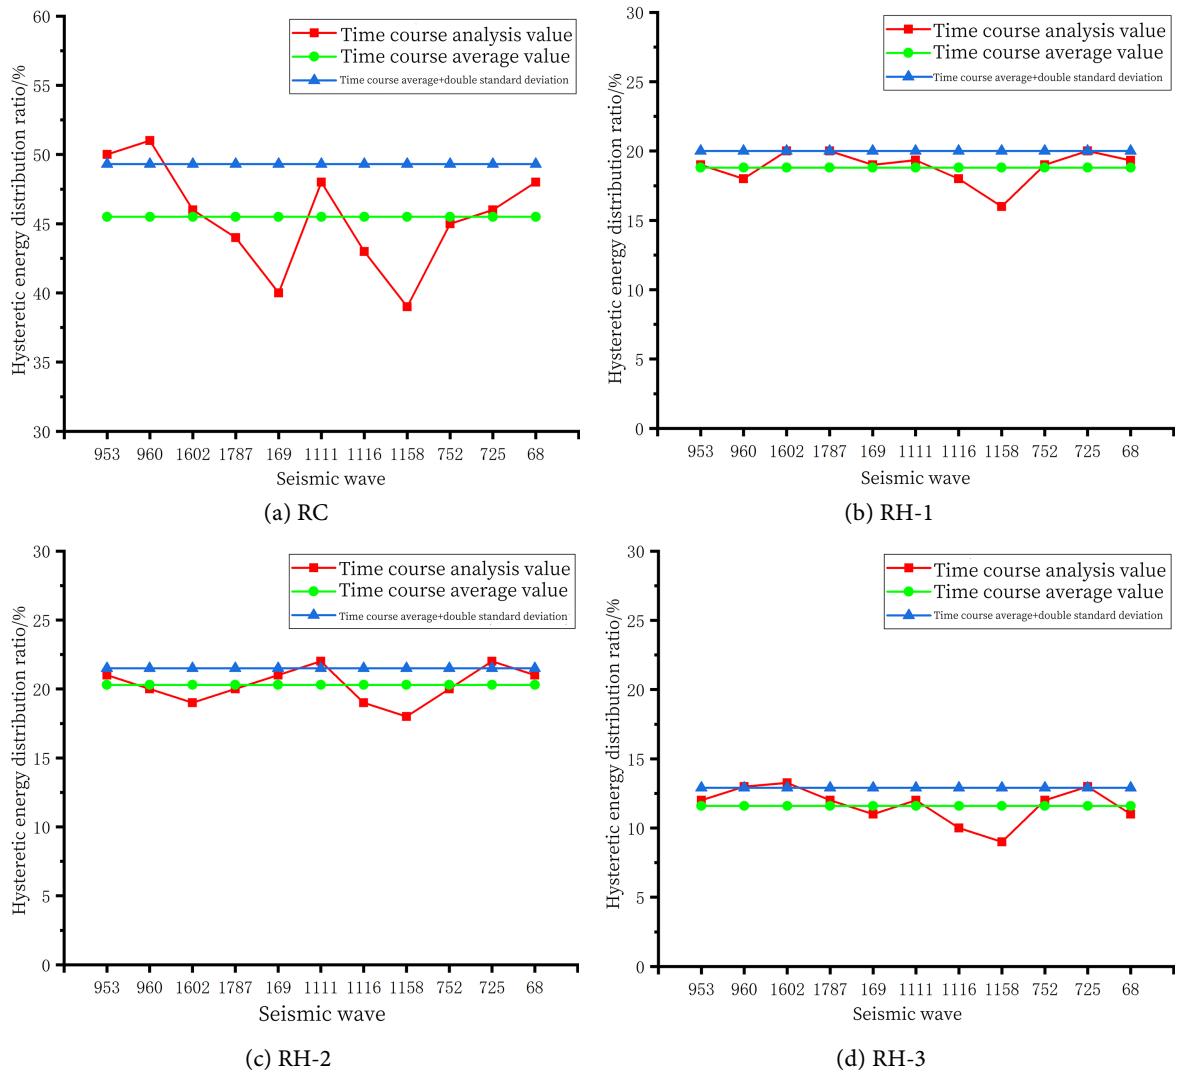 Hysteretic energy distribution ratio/%
60
55
50
45
40
35
30
Time course analysis value
Time course average value
Time course average+double standard deviation
953 960 1602 1787 169 1111 1116 1158 752 725 68
Seismic wave
(a) RC
Hysteretic energy distribution ratio/%
30
25
20
15
10
5
0
Time course analysis value
Time course average value
Time course average+double standard deviation
953 960 1602 1787 169 1111 1116 1158 752 725 68
Seismic wave
(b) RH-1
Hysteretic energy distribution ratio/%
30
25
20
15
10
5
0
Time course analysis value
Time course average value
Time course average+double standard deviation
953 960 1602 1787 169 1111 1116 1158 752 725 68
Seismic wave
(c) RH-2
Hysteretic energy distribution ratio/%
30
25
20
15
10
5
0
Time course analysis value
Time course average value
Time course average+double standard deviation
953 960 1602 1787 169 1111 1116 1158 752 725 68
Seismic wave
(d) RH-3